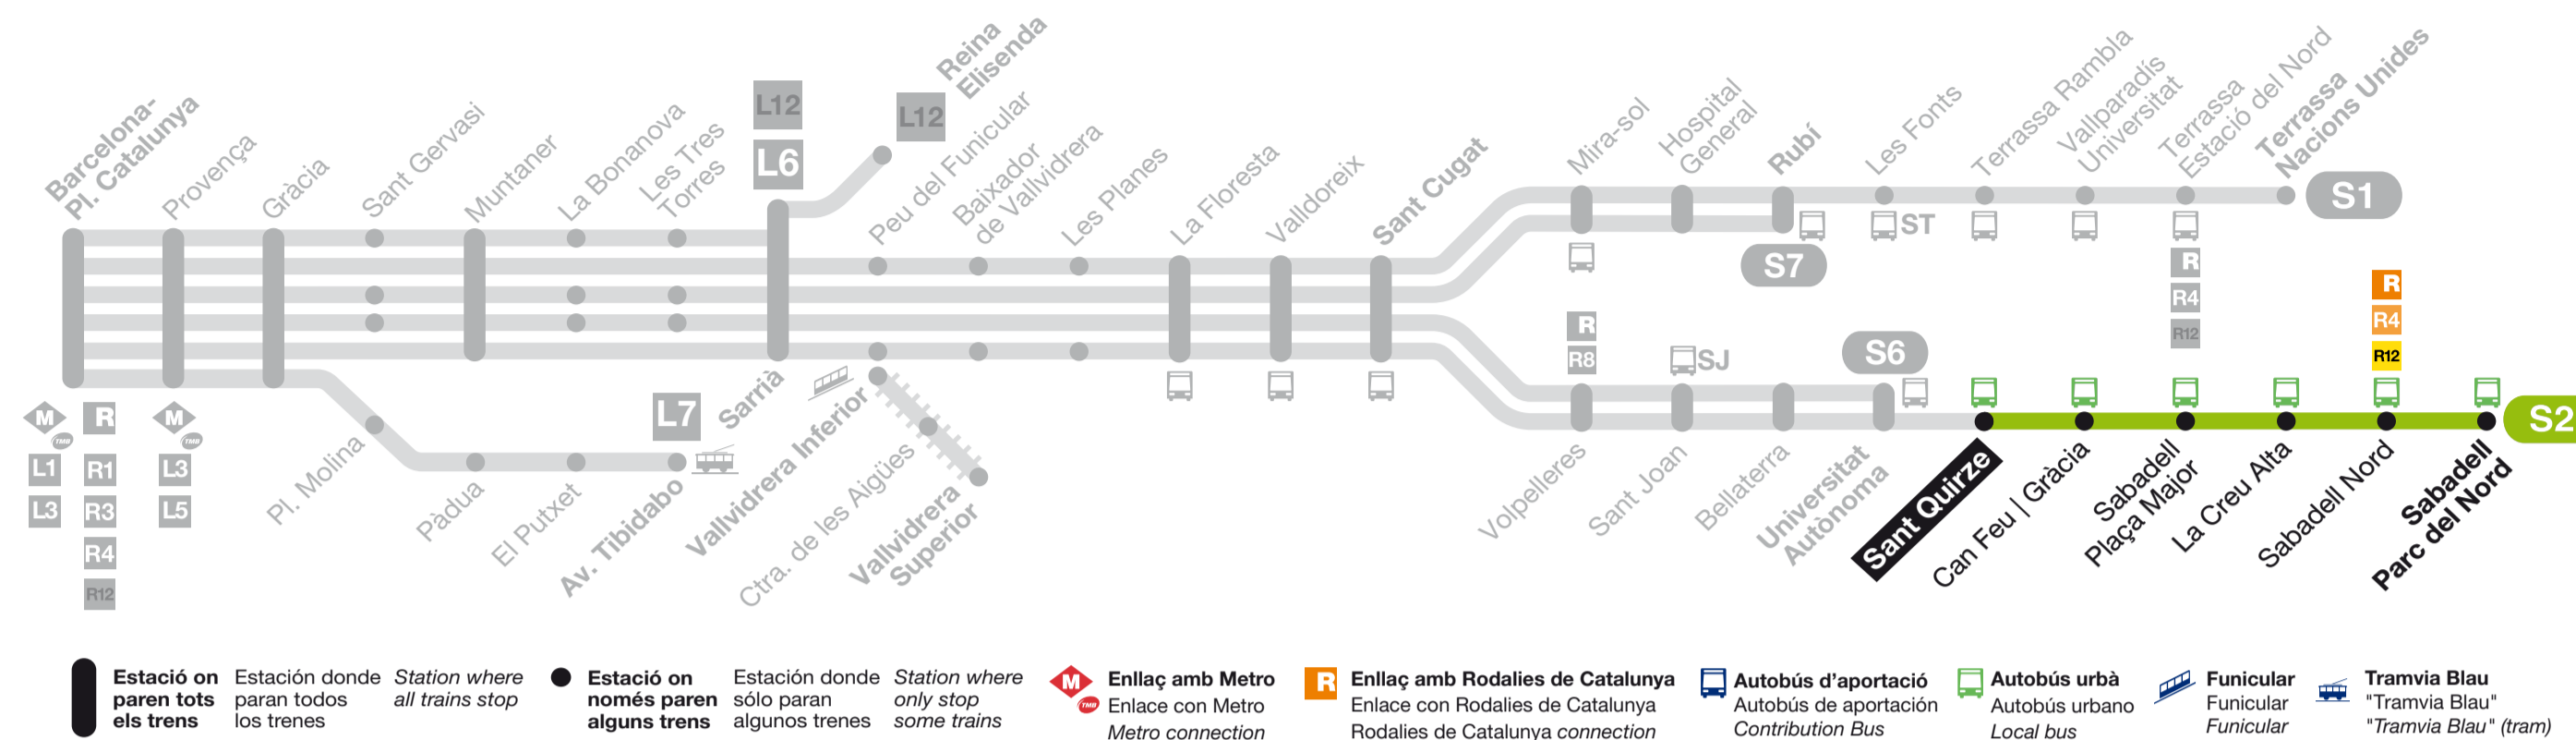 Barcelona-
Pl. Catalunya
Provença
Gràcia
Sant Gervasi
Muntaner
La Bonanova
Les Tres
Torres
L12
L6
L12
Reina
Elisenda
Peu del Funicular
Baixador
de Vallvidrera
Les Planes
La Floresta
Valldoreix
Sant Cugat
Mira-sol
Hospital
General
Rubí
Les Fonts
Terrassa Rambla
Vallparadís
Universitat
Terrassa
Estació del Nord
Terrassa
Nacions Unides
S1
ST
S7
R
R4
R12
R
R4
R12
R
R8
SJ
S6
S2
M
TMB
L1
L3
R
R1
R3
R4
R12
M
TMB
L3
L5
Pl. Molina
Pàdua
El Putxet
L7
Av. Tibidabo
Sarrià
Vallvidrera Inferior
Ctra. de les Aigües
Vallvidrera
Superior
Volpelleres
Sant Joan
Bellaterra
Universitat
Autònoma
Sant Quirze
Can Feu | Gràcia
Sabadell
Plaça Major
La Creu Alta
Sabadell Nord
Sabadell
Parc del Nord
Estació on
paren tots
els trens
Estación donde
paran todos
los trenes
Station where
all trains stop
Estació on
només paren
alguns trens
Estación donde
sólo paran
algunos trenes
Station where
only stop
some trains
M
TMB
Enllaç amb Metro
Enlace con Metro
Metro connection
R
Enllaç amb Rodalies de Catalunya
Enlace con Rodalies de Catalunya
Rodalies de Catalunya connection
Autobús d'aportació
Autobús de aportación
Contribution Bus
Autobús urbà
Autobús urbano
Local bus
Funicular
Funicular
Funicular
Tramvia Blau
"Tramvia Blau"
"Tramvia Blau" (tram)